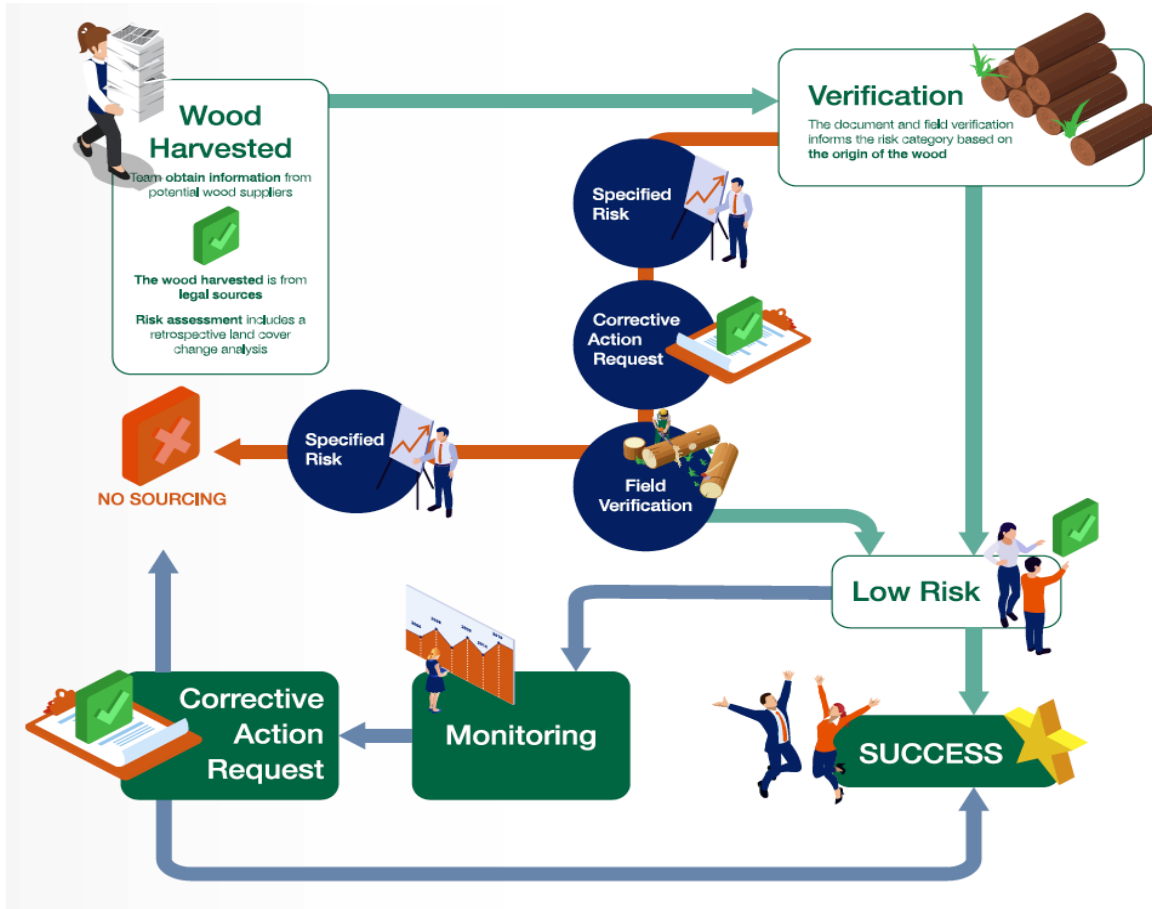 Wood
Harvested
Team obtain information from
potential wood suppliers
The wood harvested is from
legal sources
Risk assessment includes a
retrospective land cover
change analysis
Verification
The document and field verification
informs the risk category based on
the origin of the wood
Specified
Risk
Corrective
Action
Request
Field
Verification
Specified
Risk
NO SOURCING
Low Risk
Monitoring
Corrective
Action
Request
SUCCESS